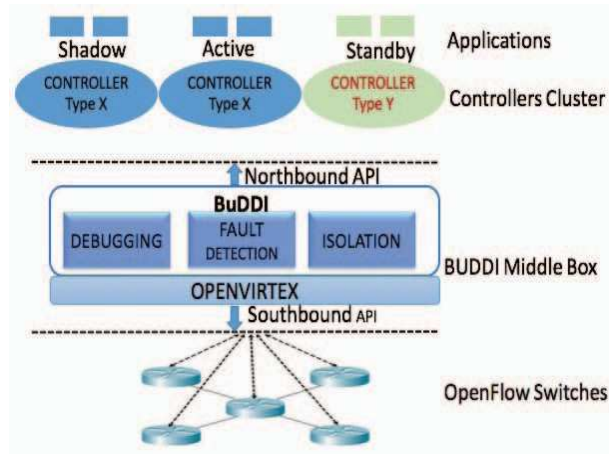 Shadow Active Standby Applications
CONTROLLER CONTROLLER CONTROLLER
Type X Type X Type Y Controllers Cluster
Northbound API
BuDDI
DEBUGGING FAULT DETECTION ISOLATION
BUDDI Middle Box
OPENVIRTEX
Southbound API
OpenFlow Switches